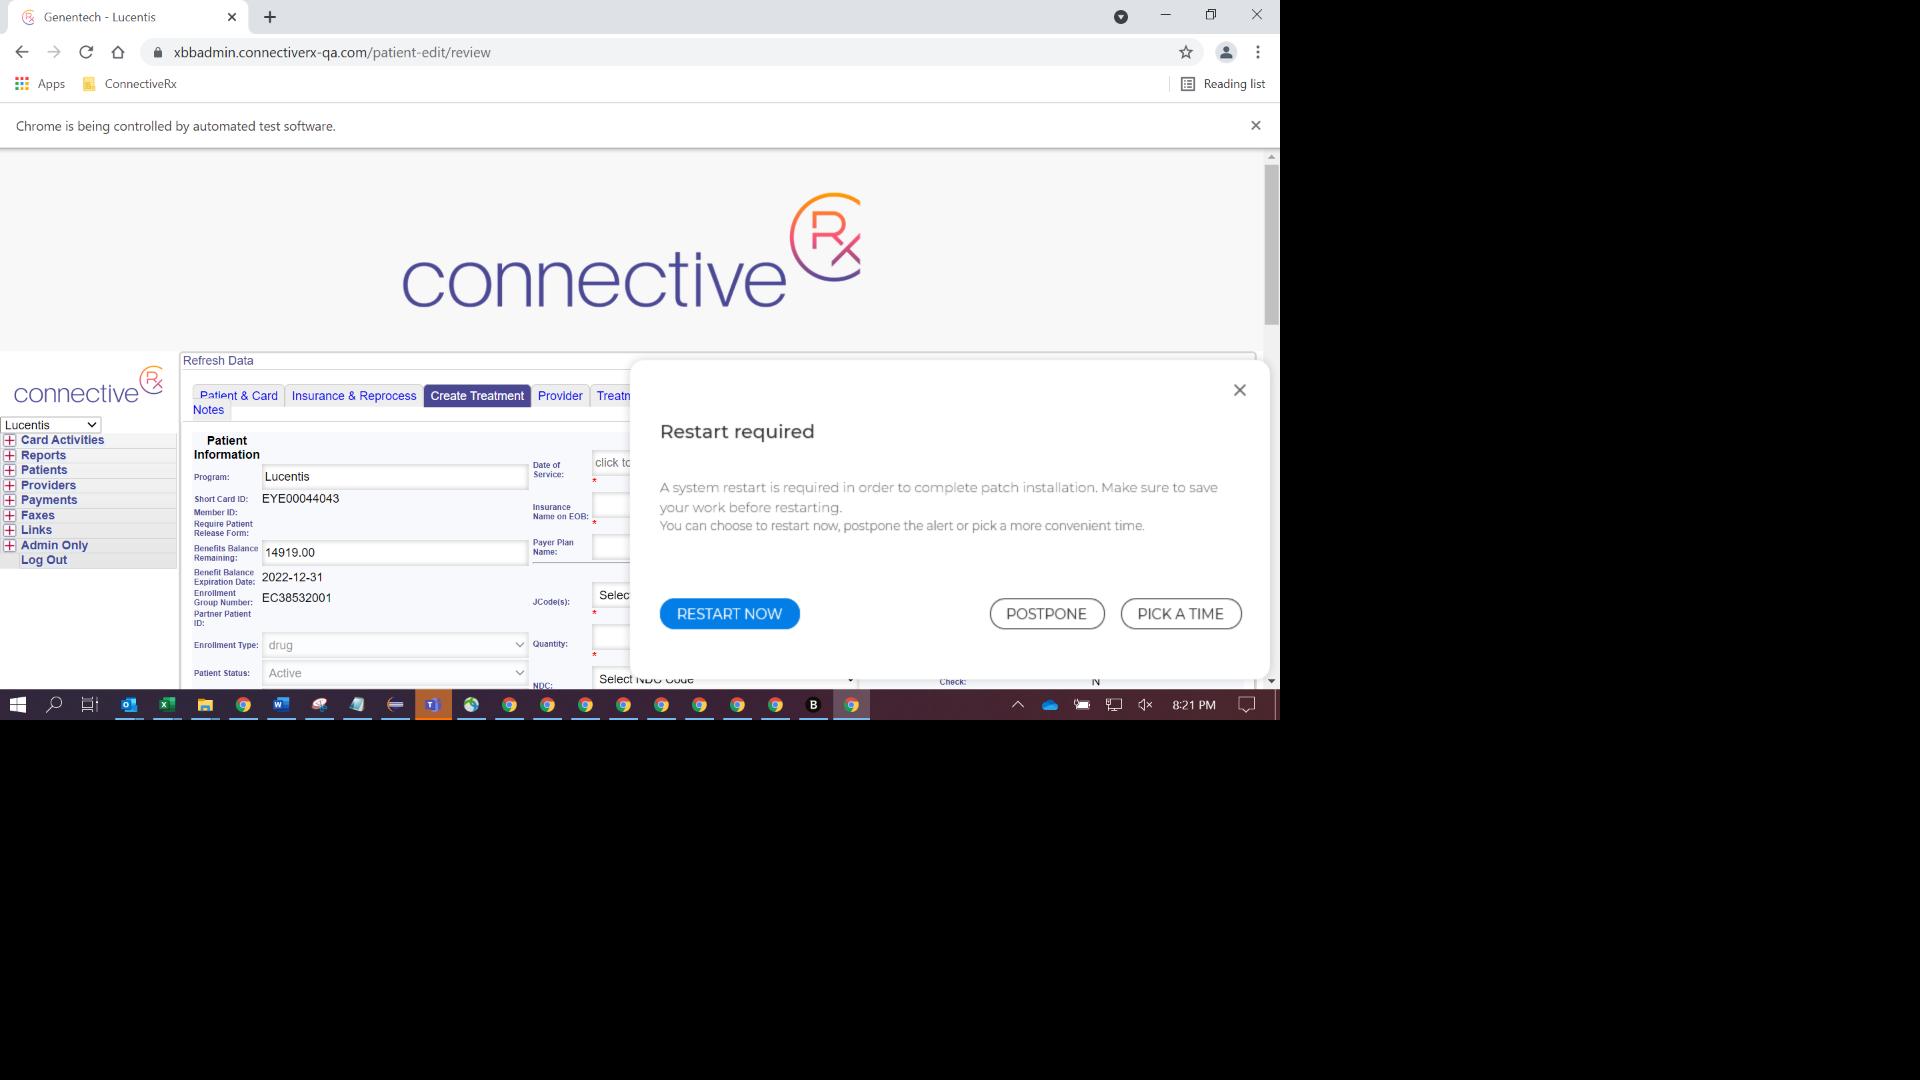 Genentech - Lucentis
xbbadmin.connectiverx-qa.com/patient-edit/review
Apps
ConnectiveRx
Reading list
Chrome is being controlled by automated test software.
connective Rx
Refresh Data
connective Rx
Patient & Card
Insurance & Reprocess
Create Treatment
Provider
Notes
Lucentis
Card Activities
Reports
Patients
Providers
Payments
Faxes
Links
Admin Only
Log Out
Patient
Information
Program:
Lucentis
Short Card ID:
EYE00044043
Member ID:
Require Patient
Release Form:
Benefits Balance
Remaining:
14919.00
Benefit Balance
Expiration Date:
2022-12-31
Enrollment
Group Number:
EC38532001
Partner Patient
ID:
Enrollment Type:
drug
Patient Status:
Active
Date of
Service:
click to
*
Insurance
Name on EOB:
*
Payer Plan
Name:
JCode(s):
*
Quantity:
*
NDC:
Select NDC Code
Check:
N
Restart required
A system restart is required in order to complete patch installation. Make sure to save
your work before restarting.
You can choose to restart now, postpone the alert or pick a more convenient time.
RESTART NOW
POSTPONE
PICK A TIME
8:21 PM